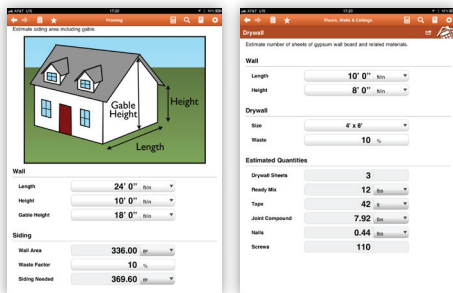 AT&T LTE 17:20
Framing
Estimate siding area including gable.
Gable
Height
Height
Length
Wall
Length 24' 0" ft/in
Height 10' 0" ft/in
Gable Height 18' 0" ft/in
Siding
Wall Area 336.00 ft²
Waste Factor 10 %
Siding Needed 369.60 ft²
AT&T LTE 17:20
Floors, Walls & Ceilings
Drywall
Estimate number of sheets of gypsum wall board and related materials.
Wall
Length 10' 0" ft/in
Height 8' 0" ft/in
Drywall
Size 4' x 8'
Waste 10 %
Estimated Quantities
Drywall Sheets 3
Ready Mix 12 lbs
Tape 42 ft
Joint Compound 7.92 lbs
Nails 0.44 lbs
Screws 110